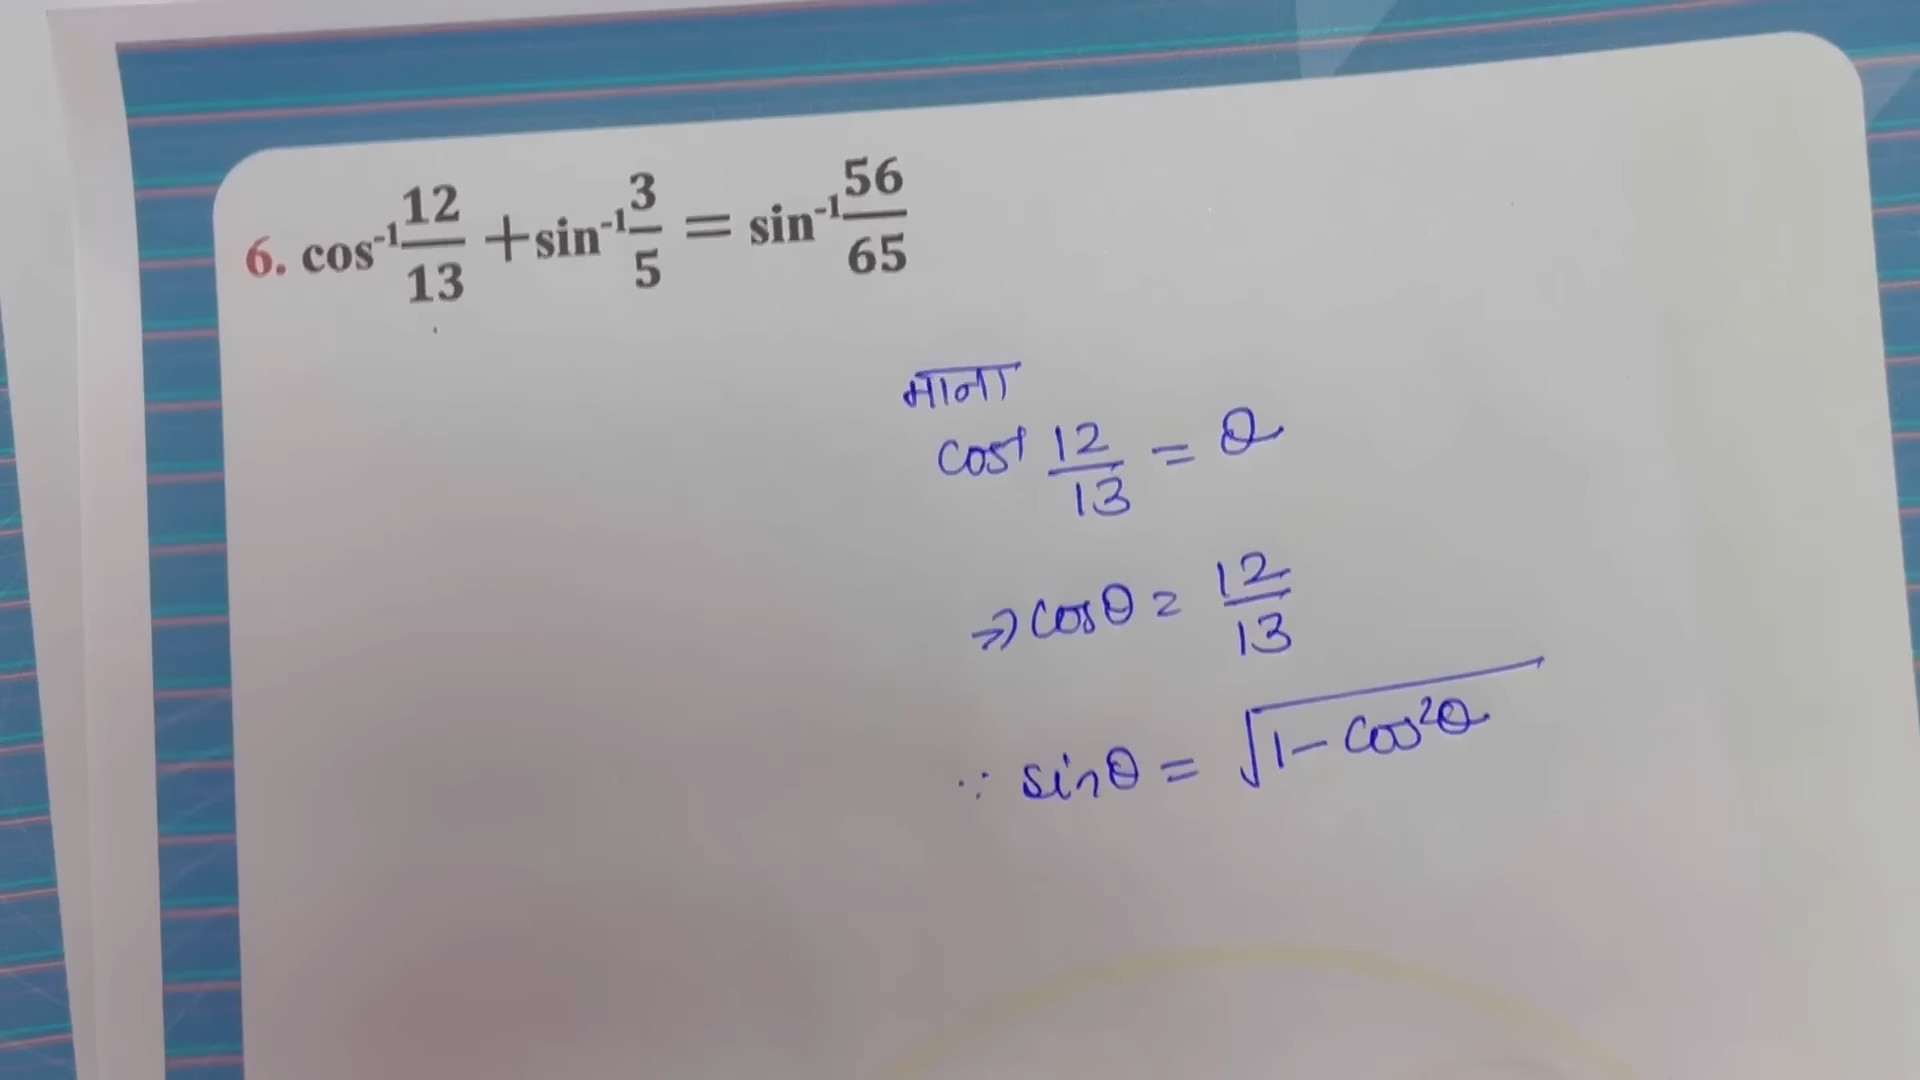 6. cos⁻¹ 12/13 + sin⁻¹ 3/5 = sin⁻¹ 56/65
माना
cos⁻¹ 12/13 = θ
⇒ cosθ = 12/13
∵ sinθ = √(1 - cos²θ)